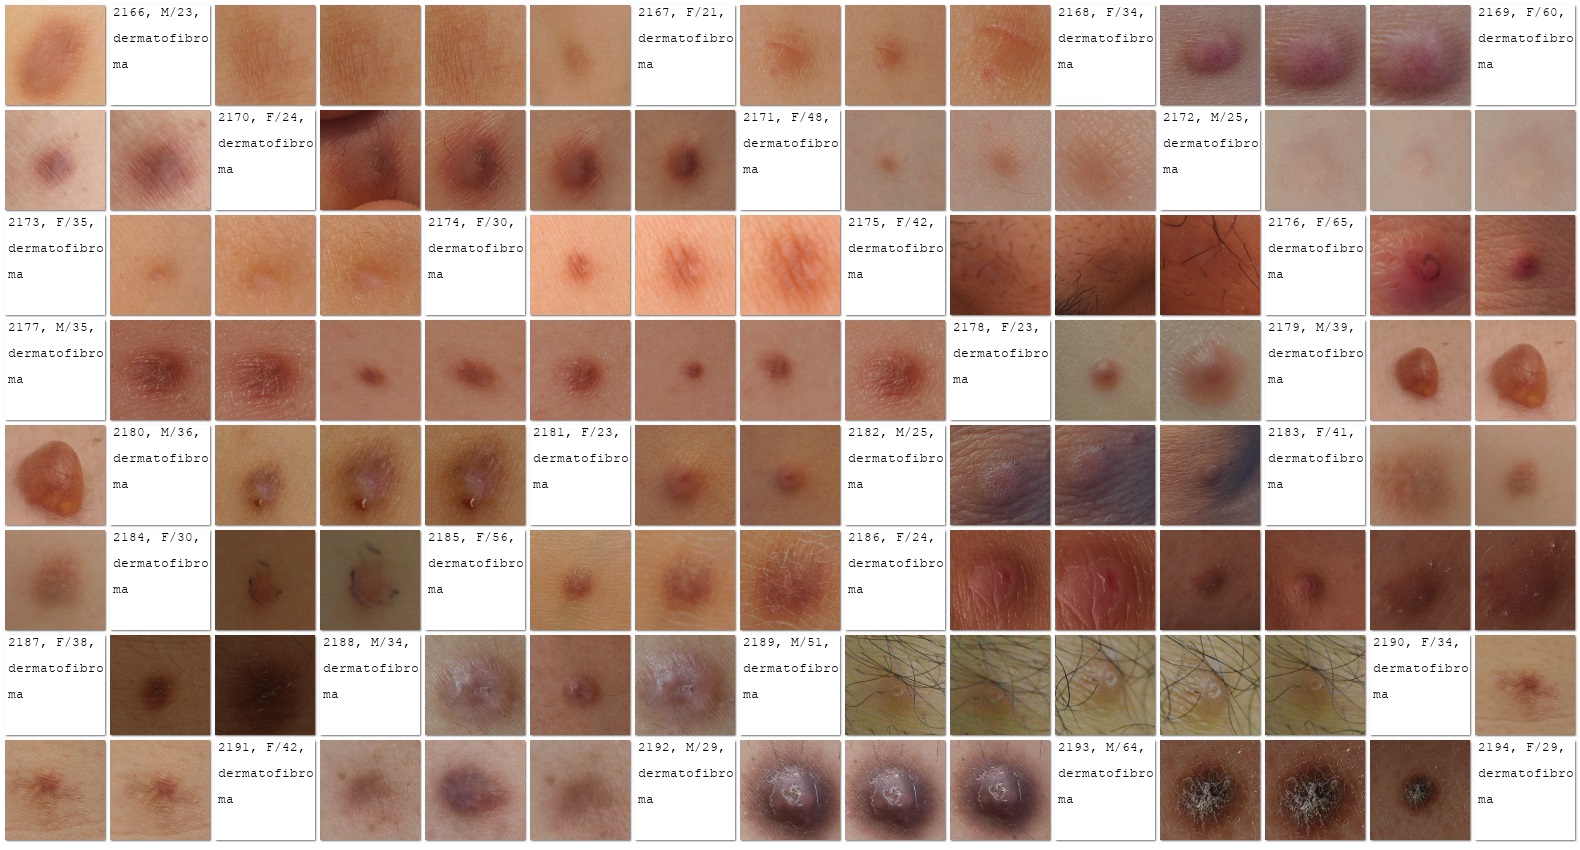 2166, M/23,
dermatofibro
ma
2167, F/21,
dermatofibro
ma
2168, F/34,
dermatofibro
ma
2169, F/60,
dermatofibro
ma
2170, F/24,
dermatofibro
ma
2171, F/48,
dermatofibro
ma
2172, M/25,
dermatofibro
ma
2173, F/35,
dermatofibro
ma
2174, F/30,
dermatofibro
ma
2175, F/42,
dermatofibro
ma
2176, F/65,
dermatofibro
ma
2177, M/35,
dermatofibro
ma
2178, F/23,
dermatofibro
ma
2179, M/39,
dermatofibro
ma
2180, M/36,
dermatofibro
ma
2181, F/23,
dermatofibro
ma
2182, M/25,
dermatofibro
ma
2183, F/41,
dermatofibro
ma
2184, F/30,
dermatofibro
ma
2185, F/56,
dermatofibro
ma
2186, F/24,
dermatofibro
ma
2187, F/38,
dermatofibro
ma
2188, M/34,
dermatofibro
ma
2189, M/51,
dermatofibro
ma
2190, F/34,
dermatofibro
ma
2191, F/42,
dermatofibro
ma
2192, M/29,
dermatofibro
ma
2193, M/64,
dermatofibro
ma
2194, F/29,
dermatofibro
ma